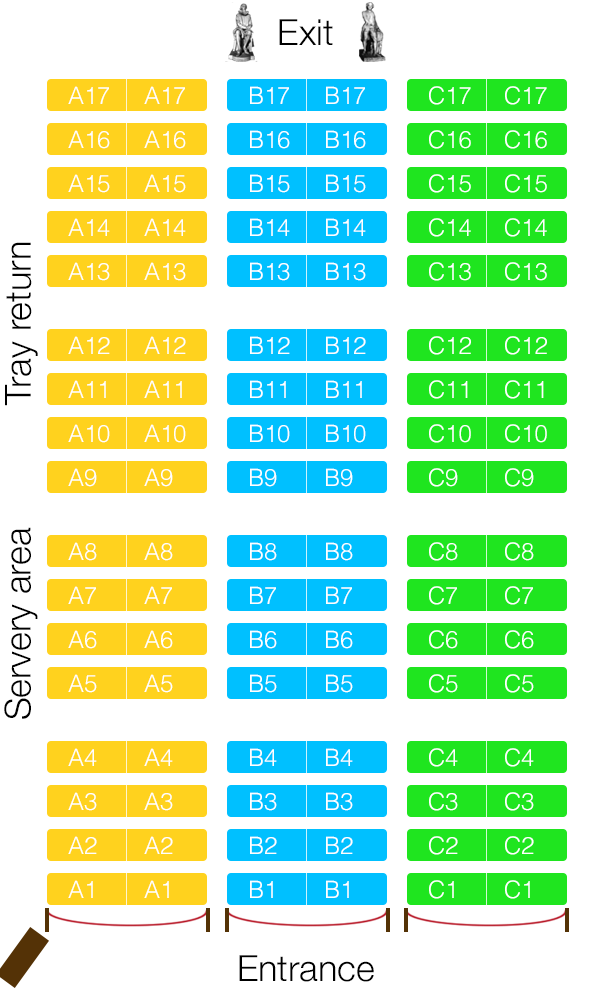 Exit
A17 A17 B17 B17 C17 C17
A16 A16 B16 B16 C16 C16
A15 A15 B15 B15 C15 C15
A14 A14 B14 B14 C14 C14
A13 A13 B13 B13 C13 C13
Tray return
A12 A12 B12 B12 C12 C12
A11 A11 B11 B11 C11 C11
A10 A10 B10 B10 C10 C10
A9 A9 B9 B9 C9 C9
Servery area
A8 A8 B8 B8 C8 C8
A7 A7 B7 B7 C7 C7
A6 A6 B6 B6 C6 C6
A5 A5 B5 B5 C5 C5
A4 A4 B4 B4 C4 C4
A3 A3 B3 B3 C3 C3
A2 A2 B2 B2 C2 C2
A1 A1 B1 B1 C1 C1
Entrance